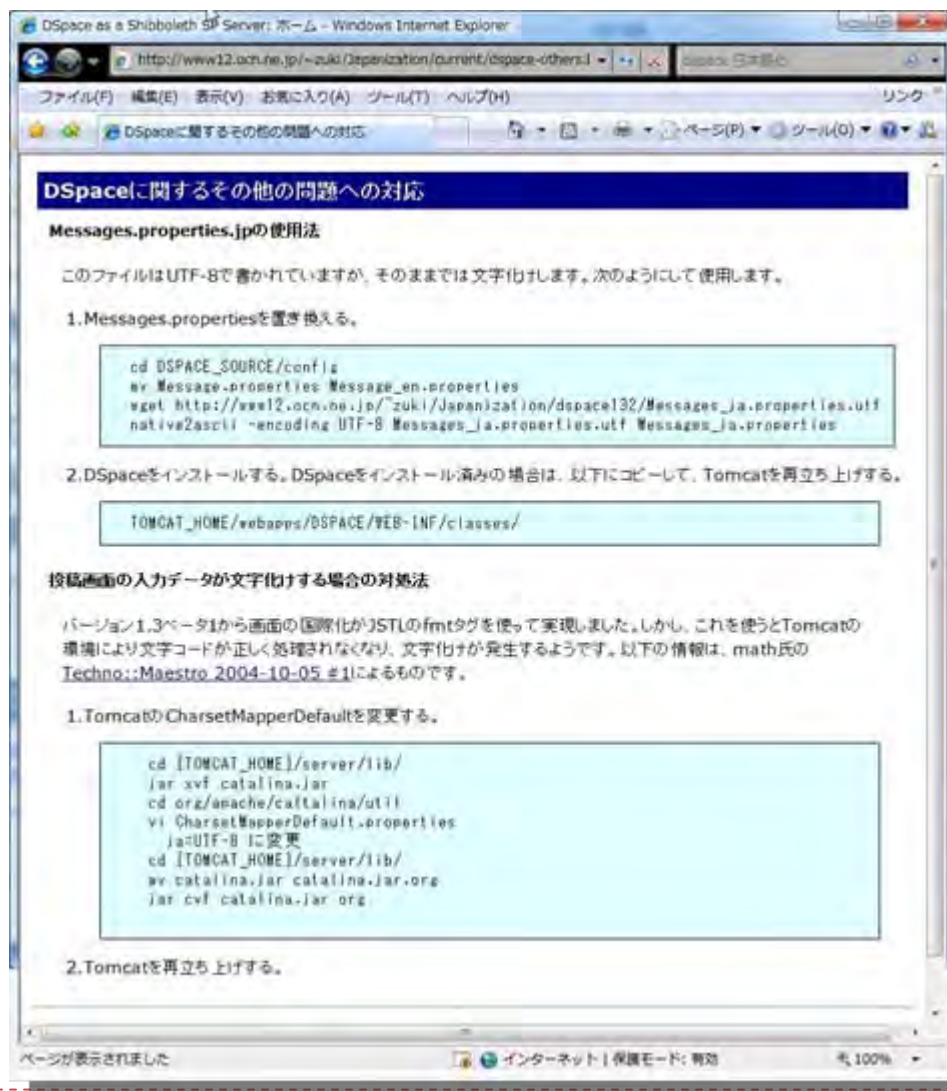 DSpace as a Shibboleth SP Server: ホーム - Windows Internet Explorer
http://www12.ocn.ne.jp/~zuki/Japanization/current/dspace-others.l
dspace 日本語化
ファイル(F) 編集(E) 表示(V) お気に入り(A) ツール(T) ヘルプ(H) リンク
DSpaceに関するその他の問題への対応 ページ(P) ツール(O)
DSpaceに関するその他の問題への対応
Messages.properties.jpの使用法
このファイルはUTF-8で書かれていますが、そのままでは文字化けします。次のようにして使用します。
1.Messages.propertiesを置き換える。
cd DSPACE_SOURCE/config
mv Message.properties Message_en.properties
wget http://www12.ocn.ne.jp/~zuki/Japanization/dspace132/Messages_ja.properties.utf
native2ascii -encoding UTF-8 Messages_ja.properties.utf Messages_ja.properties
2.DSpaceをインストールする。DSpaceをインストール済みの場合は、以下にコピーして、Tomcatを再立ち上げする。
TOMCAT_HOME/webapps/DSPACE/WEB-INF/classes/
投稿画面の入力データが文字化けする場合の対処法
バージョン1.3ベータ1から画面の国際化がJSTLのfmtタグを使って実現しました。しかし、これを使うとTomcatの
環境により文字コードが正しく処理されなくなり、文字化けが発生するようです。以下の情報は、math氏の
Techno::Maestro 2004-10-05 #1によるものです。
1.TomcatのCharsetMapperDefaultを変更する。
cd [TOMCAT_HOME]/server/lib/
jar xvf catalina.jar
cd org/apache/caltalina/util
vi CharsetMapperDefault.properties
ja=UTF-8 に変更
cd [TOMCAT_HOME]/server/lib/
mv catalina.jar catalina.jar.org
jar cvf catalina.jar org
2.Tomcatを再立ち上げする。
ページが表示されました インターネット | 保護モード: 有効 100%